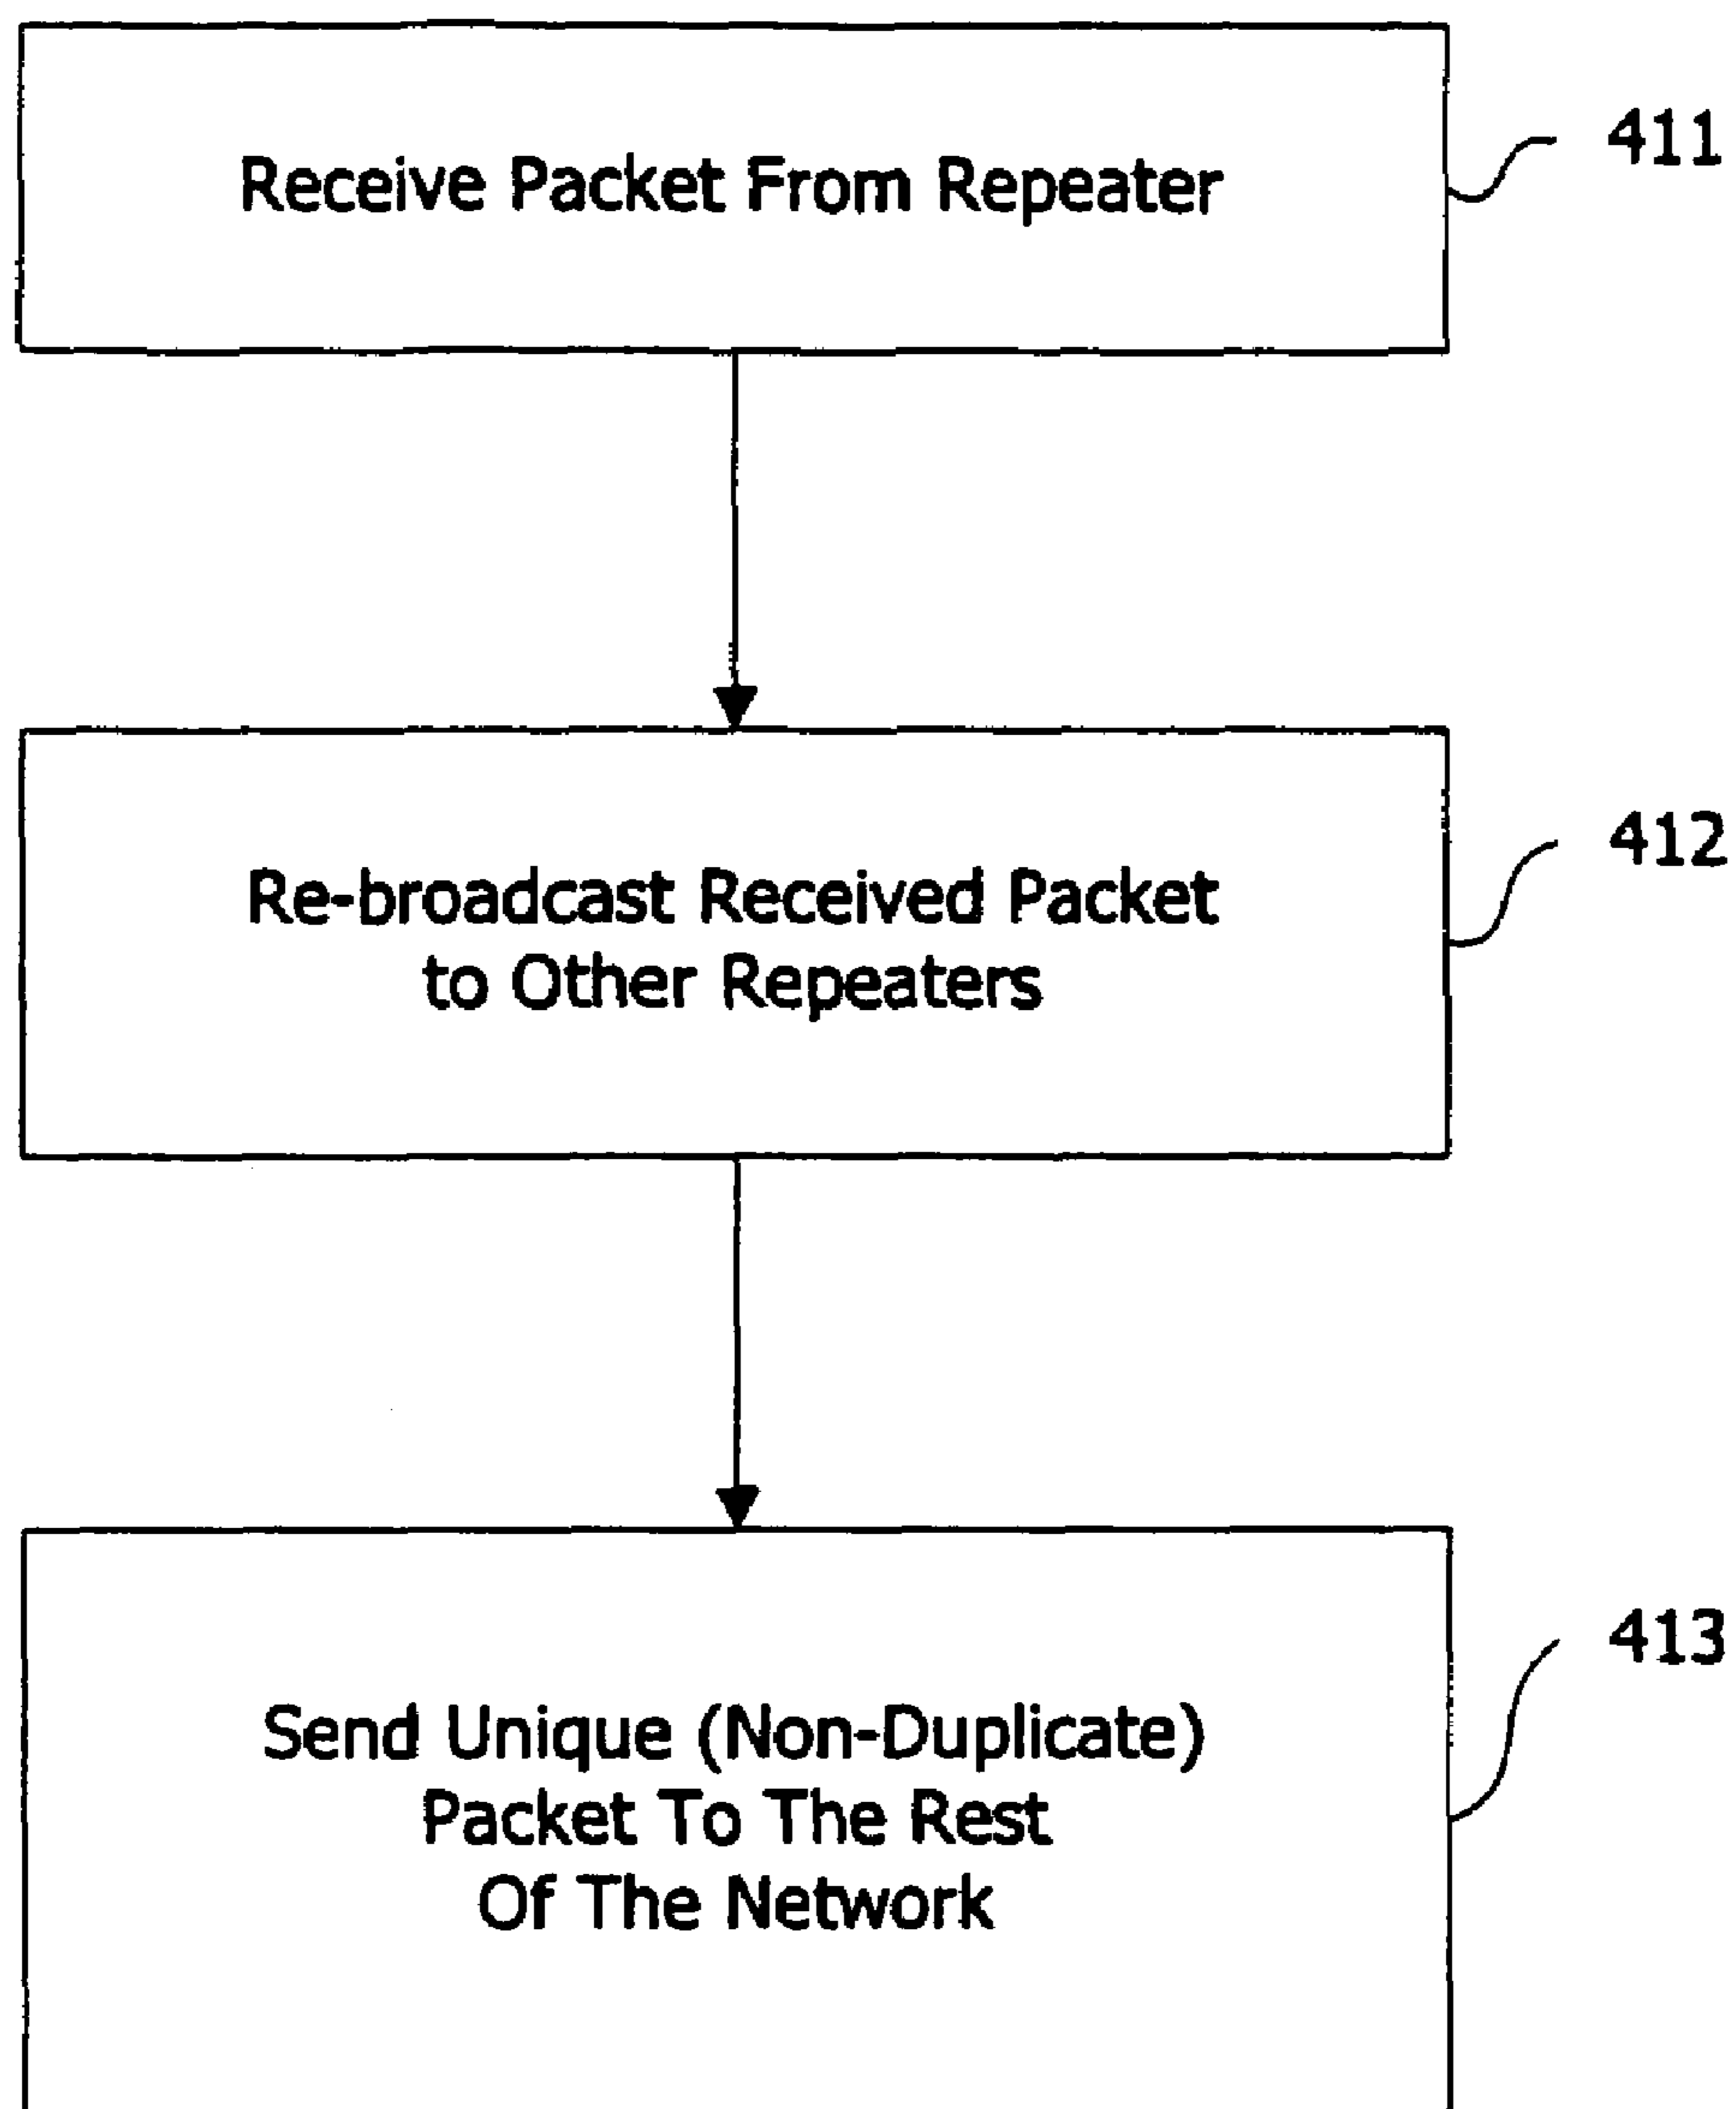 Receive Packet From Repeater
411
Re-broadcast Received Packet
to Other Repeaters
412
Send Unique (Non-Duplicate)
Packet To The Rest
Of The Network
413